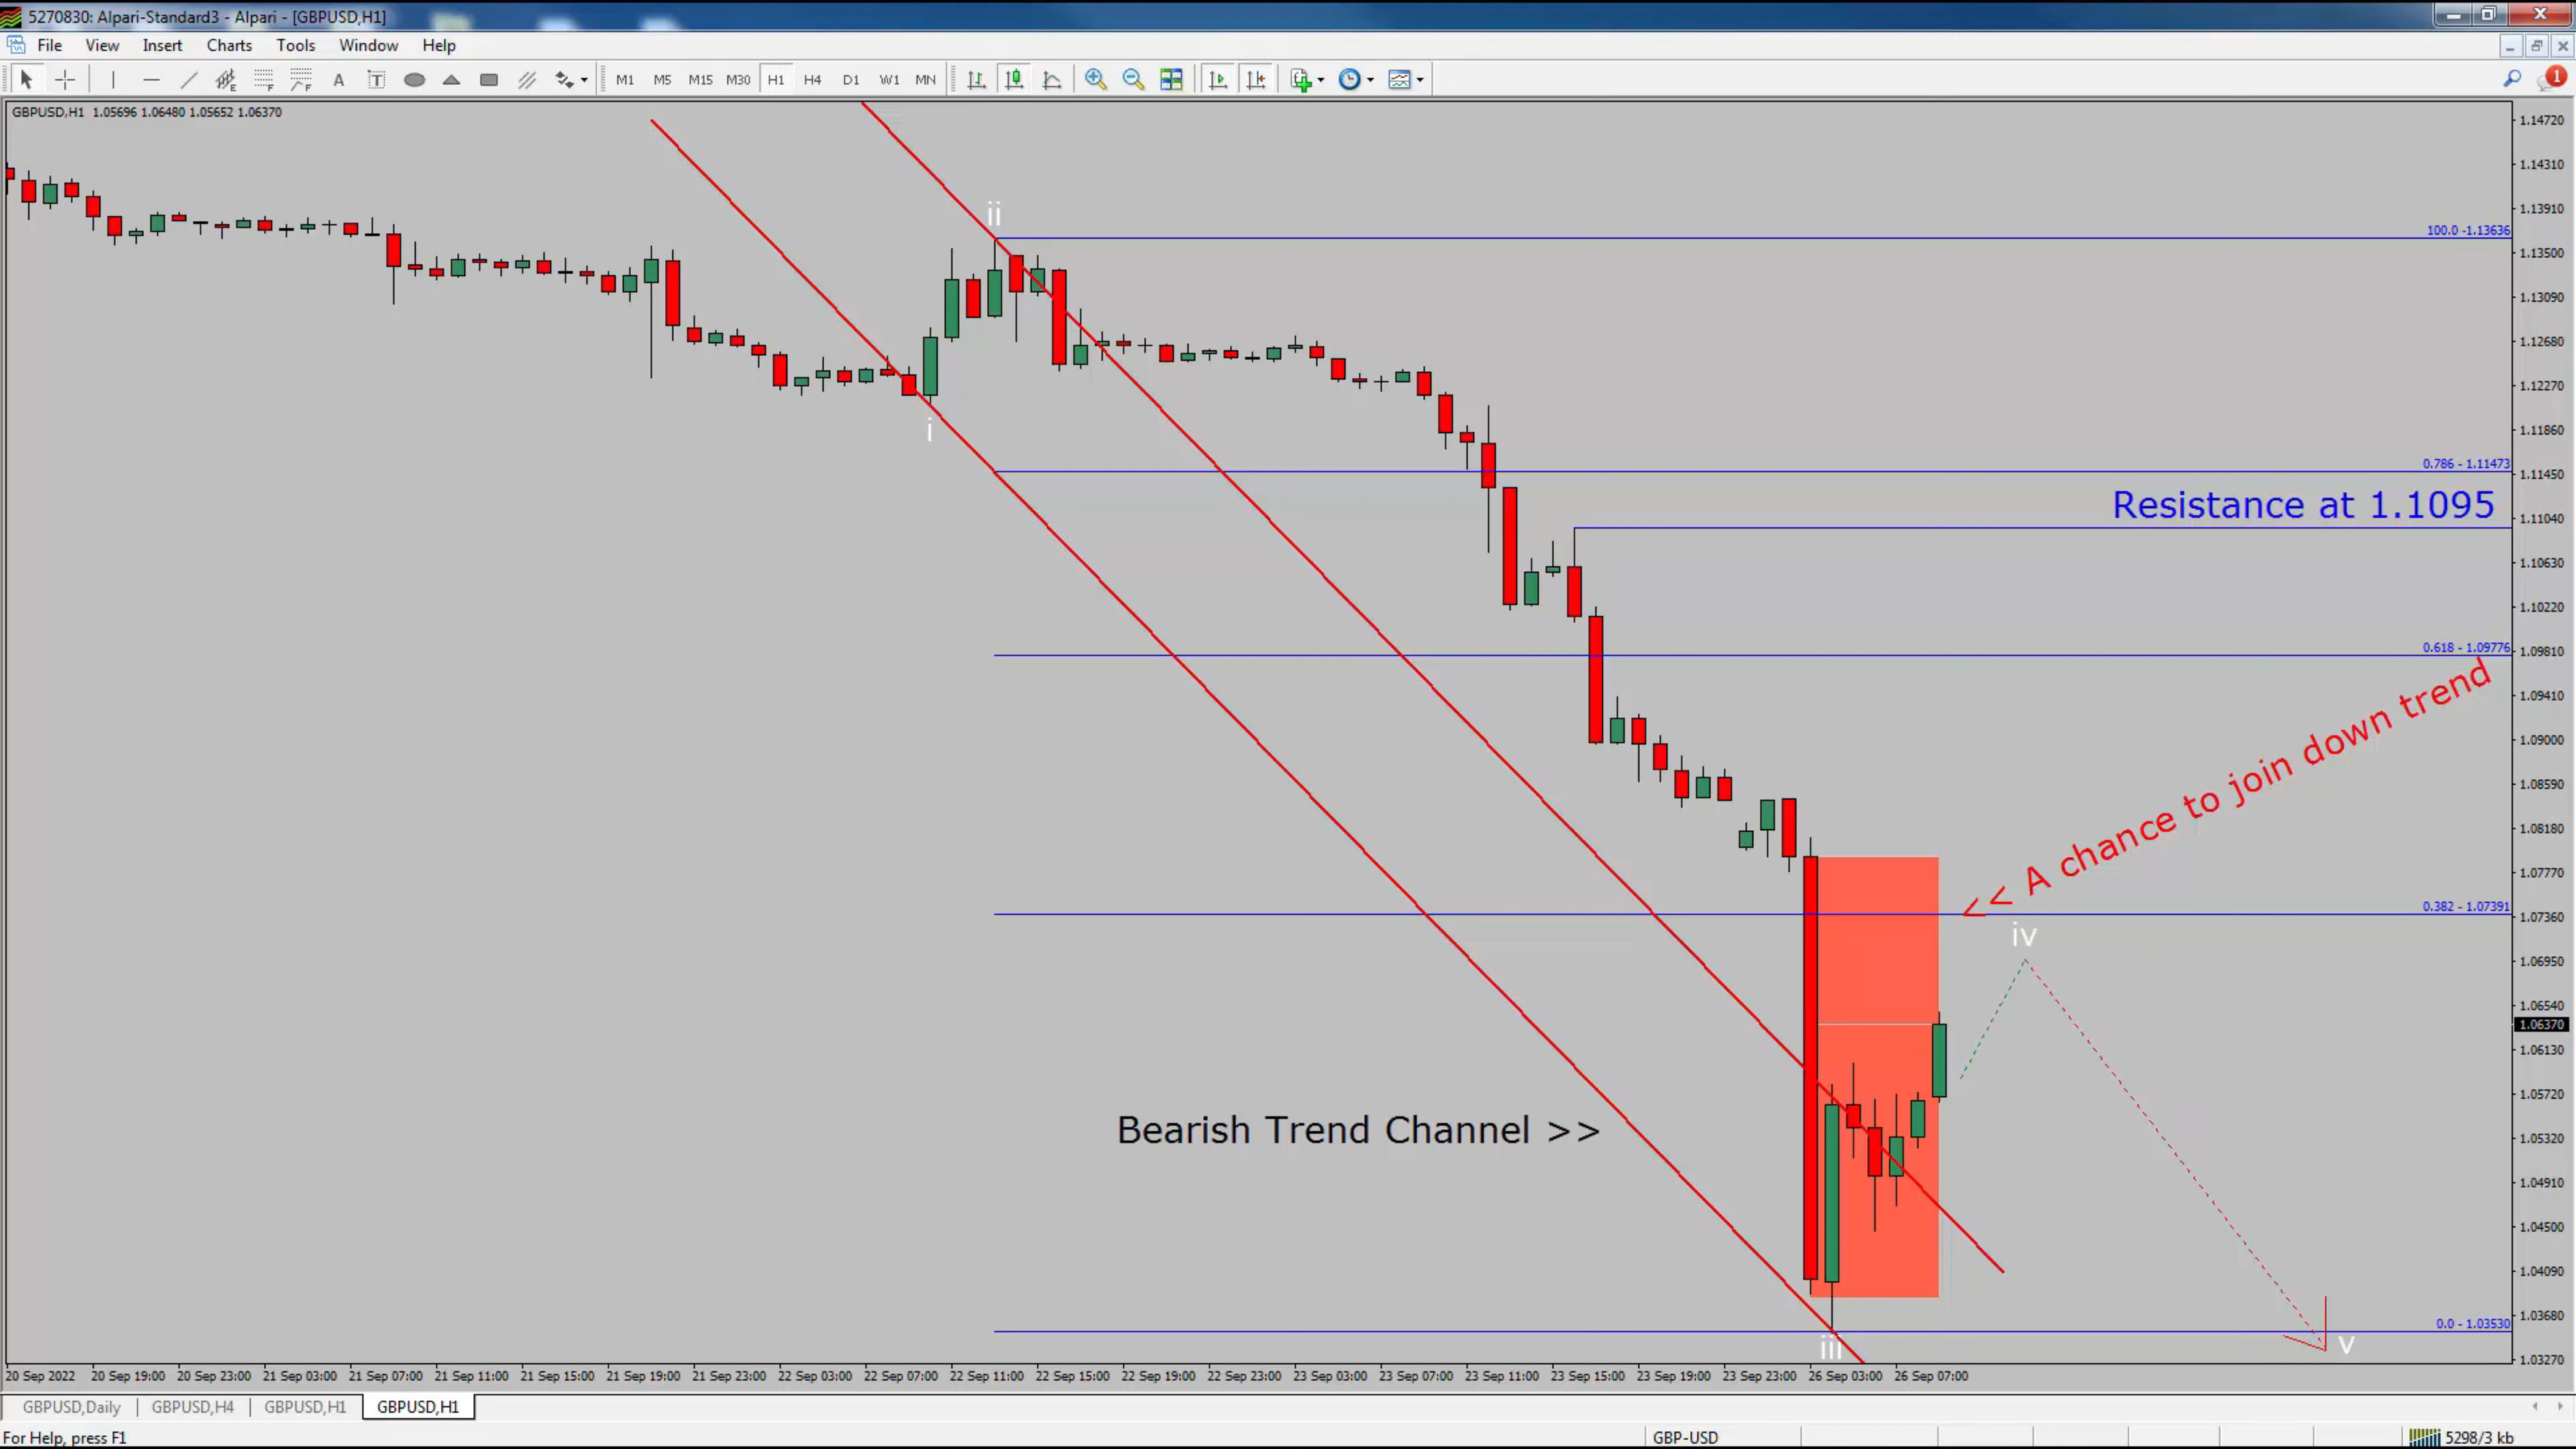 5270830: Alpari-Standard3 - Alpari - [GBPUSD,H1]
File View Insert Charts Tools Window Help
A T M1 M5 M15 M30 H1 H4 D1 W1 MN 1
GBPUSD,H1 1.05696 1.06480 1.05652 1.06370
1.14720
1.14310
1.13910
ii
100.0 -1.13636
1.13500
1.13090
1.12680
1.12270
i
1.11860
0.786 - 1.11473
1.11450
Resistance at 1.1095
1.11040
1.10630
1.10220
0.618 - 1.09776
1.09810
1.09410
<< A chance to join down trend
1.09000
1.08590
1.08180
1.07770
0.382 - 1.07391
1.07360
iv
1.06950
1.06540
1.06370
1.06130
1.05720
Bearish Trend Channel >>
1.05320
1.04910
1.04500
1.04090
1.03680
0.0 - 1.03530
iii
v
1.03270
20 Sep 2022 20 Sep 19:00 20 Sep 23:00 21 Sep 03:00 21 Sep 07:00 21 Sep 11:00 21 Sep 15:00 21 Sep 19:00 21 Sep 23:00 22 Sep 03:00 22 Sep 07:00 22 Sep 11:00 22 Sep 15:00 22 Sep 19:00 22 Sep 23:00 23 Sep 03:00 23 Sep 07:00 23 Sep 11:00 23 Sep 15:00 23 Sep 19:00 23 Sep 23:00 26 Sep 03:00 26 Sep 07:00
GBPUSD,Daily GBPUSD,H4 GBPUSD,H1 GBPUSD,H1
For Help, press F1 GBP-USD 5298/3 kb